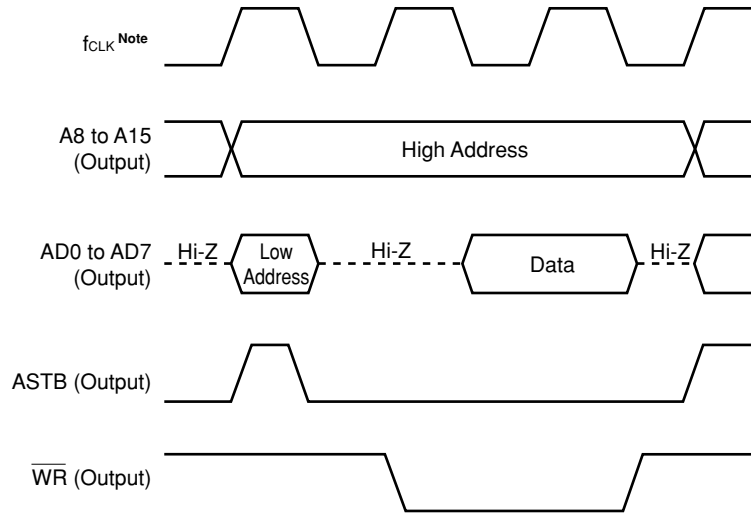 fCLK Note
A8 to A15
(Output)
High Address
AD0 to AD7
(Output)
Hi-Z
Low
Address
Hi-Z
Data
Hi-Z
ASTB (Output)
WR (Output)